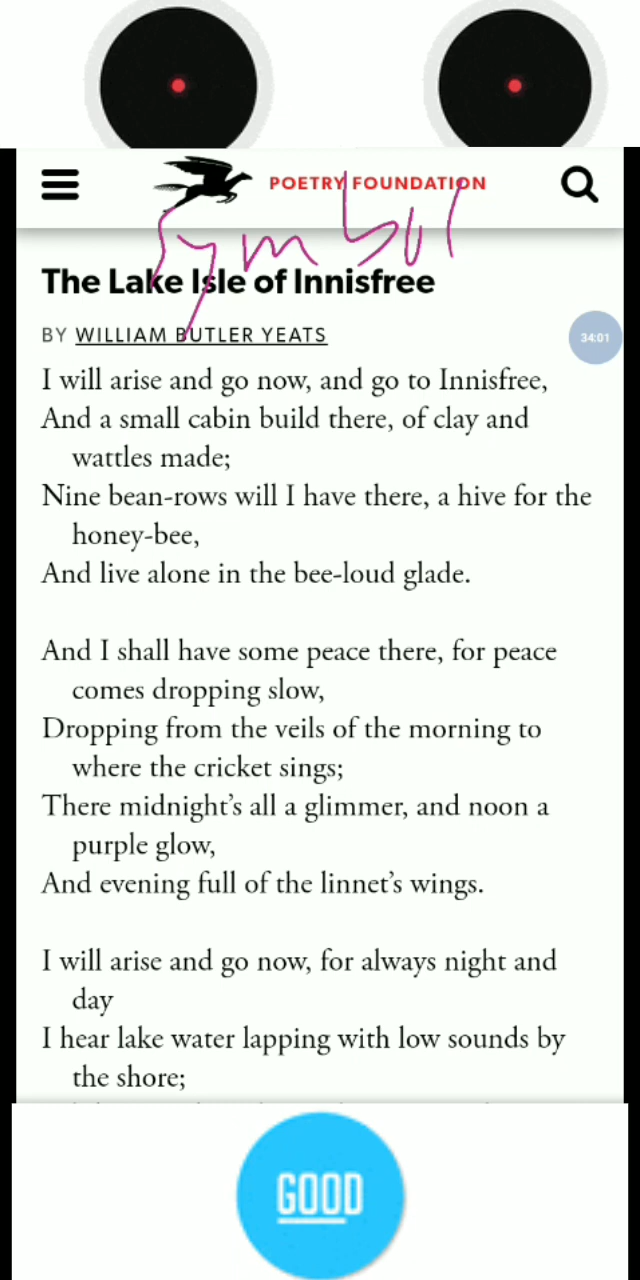 POETRY FOUNDATION
Symbol
The Lake Isle of Innisfree
BY WILLIAM BUTLER YEATS
34:01
I will arise and go now, and go to Innisfree,
And a small cabin build there, of clay and
wattles made;
Nine bean-rows will I have there, a hive for the
honey-bee,
And live alone in the bee-loud glade.
And I shall have some peace there, for peace
comes dropping slow,
Dropping from the veils of the morning to
where the cricket sings;
There midnight’s all a glimmer, and noon a
purple glow,
And evening full of the linnet’s wings.
I will arise and go now, for always night and
day
I hear lake water lapping with low sounds by
the shore;
GOOD